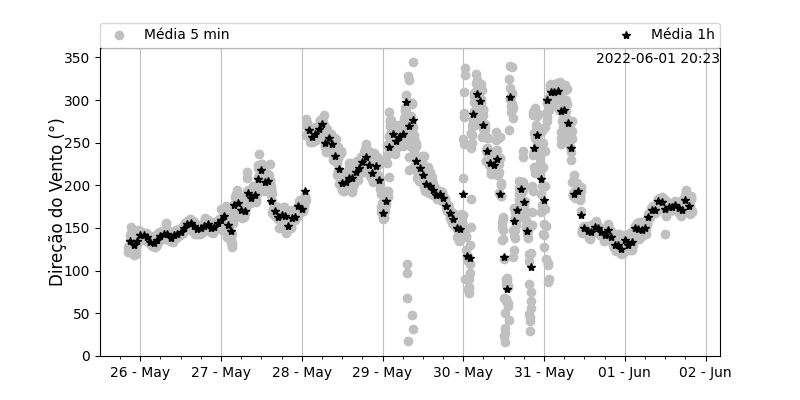 Média 5 min
Média 1h
2022-06-01 20:23
Direção do Vento (°)
350
300
250
200
150
100
50
0
26 - May
27 - May
28 - May
29 - May
30 - May
31 - May
01 - Jun
02 - Jun